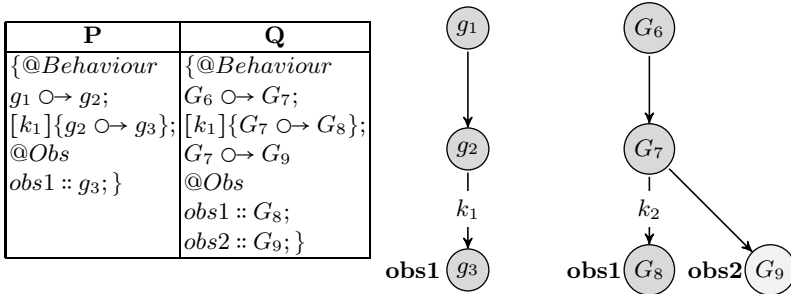 P Q
{@Behaviour {@Behaviour
g₁ ○→ g₂; G₆ ○→ G₇;
[k₁]{g₂ ○→ g₃}; [k₁]{G₇ ○→ G₈};
@Obs G₇ ○→ G₉
obs1 :: g₃; } @Obs
obs1 :: G₈;
obs2 :: G₉; }
g₁
g₂
k₁
obs1 g₃
G₆
G₇
k₂
obs1 G₈ obs2 G₉